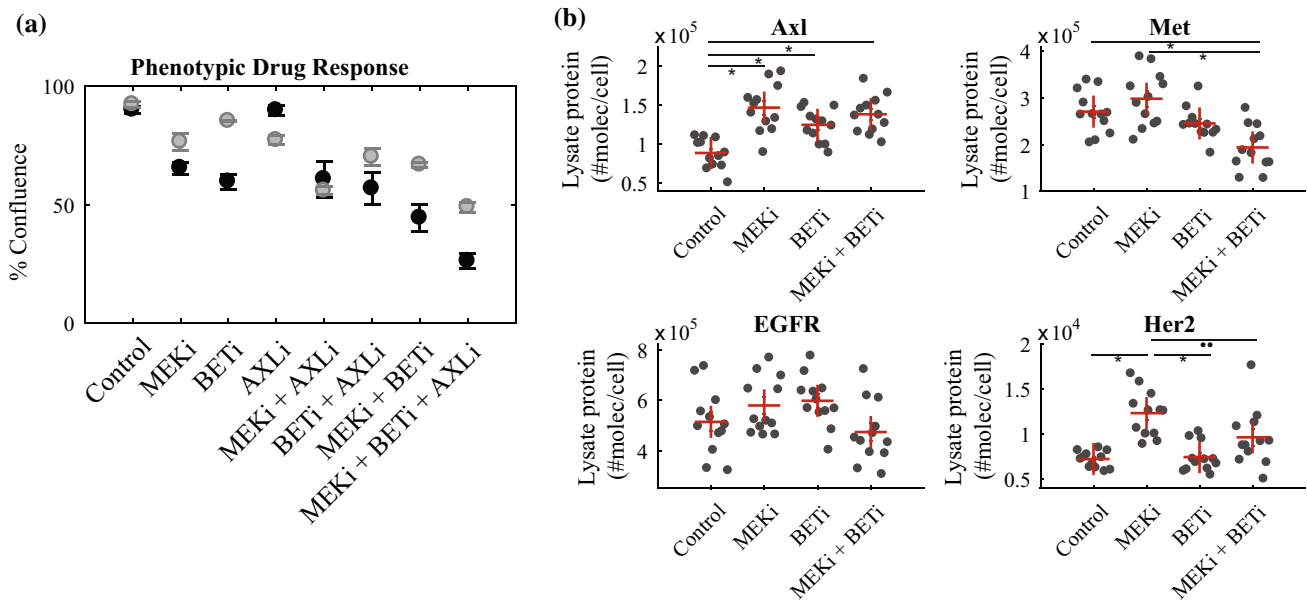 (a)
Phenotypic Drug Response
% Confluence
100
50
0
Control
MEKi
BETi
AXLi
MEKi + AXLi
BETi + AXLi
MEKi + BETi
MEKi + BETi + AXLi
(b)
Axl
x 10^5
Lysate protein
(#molec/cell)
2
1.5
1
0.5
*
*
*
Control
MEKi
BETi
MEKi + BETi
Met
x 10^5
Lysate protein
(#molec/cell)
4
3
2
1
*
*
Control
MEKi
BETi
MEKi + BETi
EGFR
x 10^5
Lysate protein
(#molec/cell)
8
6
4
Control
MEKi
BETi
MEKi + BETi
Her2
x 10^4
Lysate protein
(#molec/cell)
2
1.5
1
0.5
*
*
••
Control
MEKi
BETi
MEKi + BETi